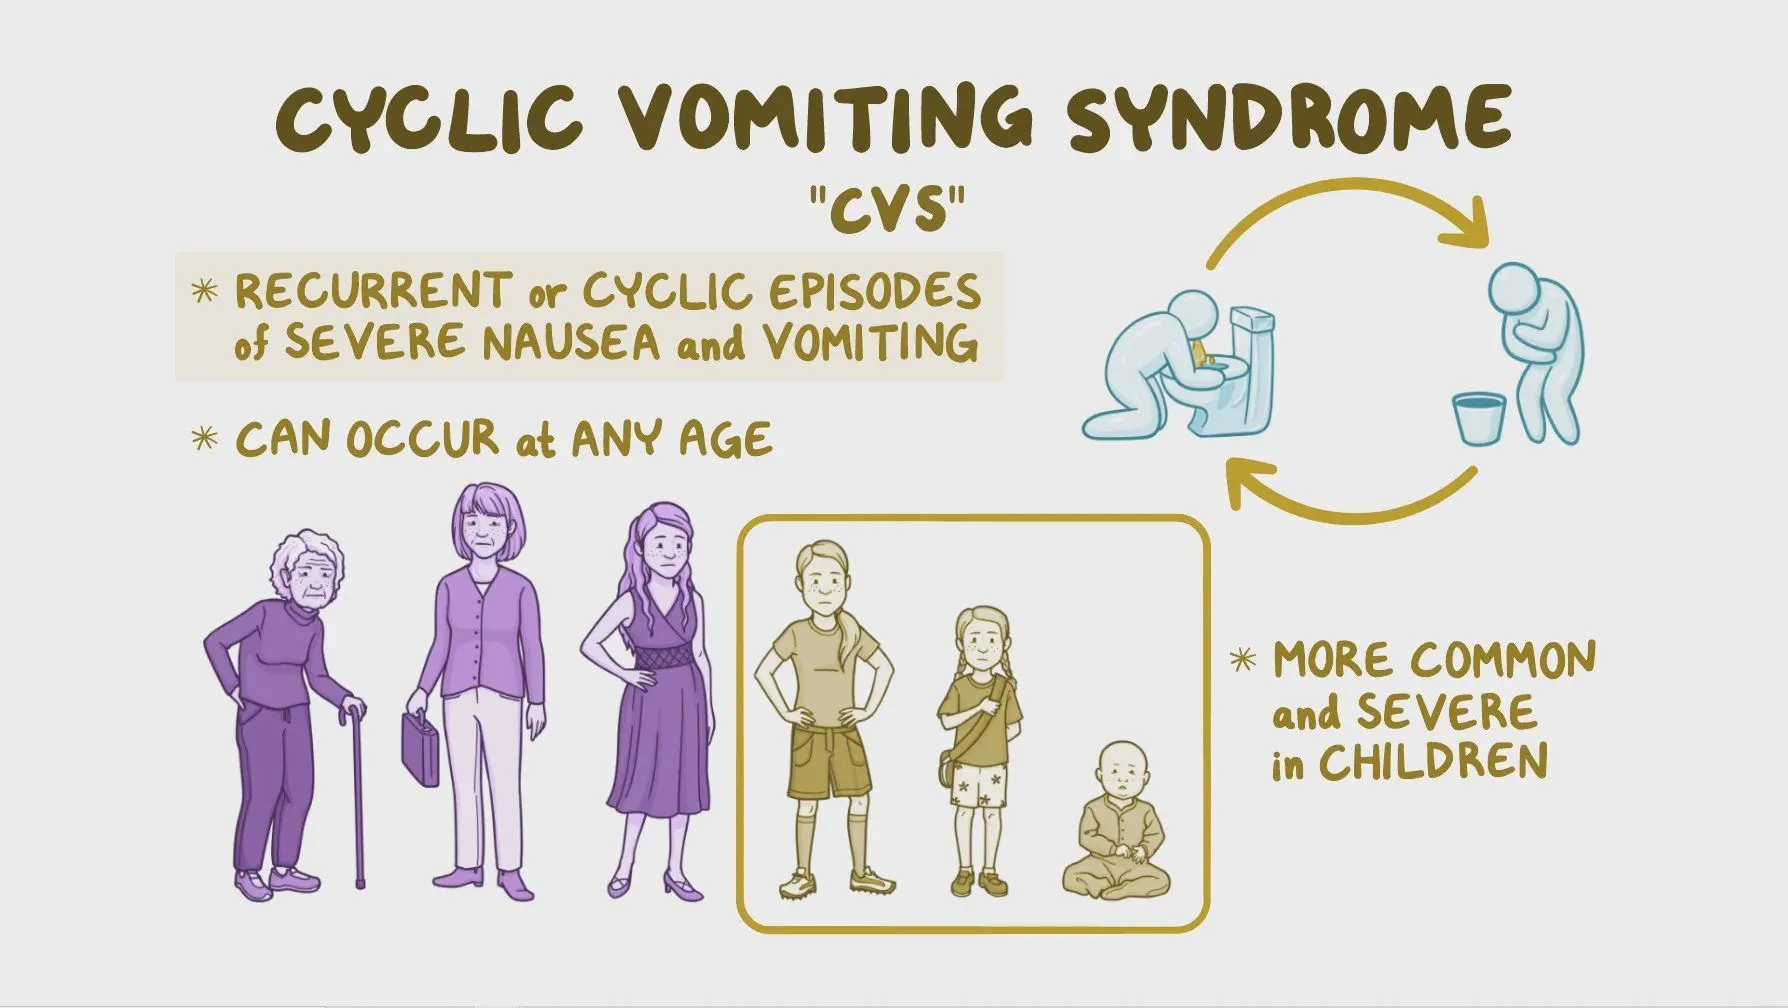 CYCLIC VOMITING SYNDROME
"CVS"
* RECURRENT or CYCLIC EPISODES
of SEVERE NAUSEA and VOMITING
* CAN OCCUR at ANY AGE
* MORE COMMON
and SEVERE
in CHILDREN